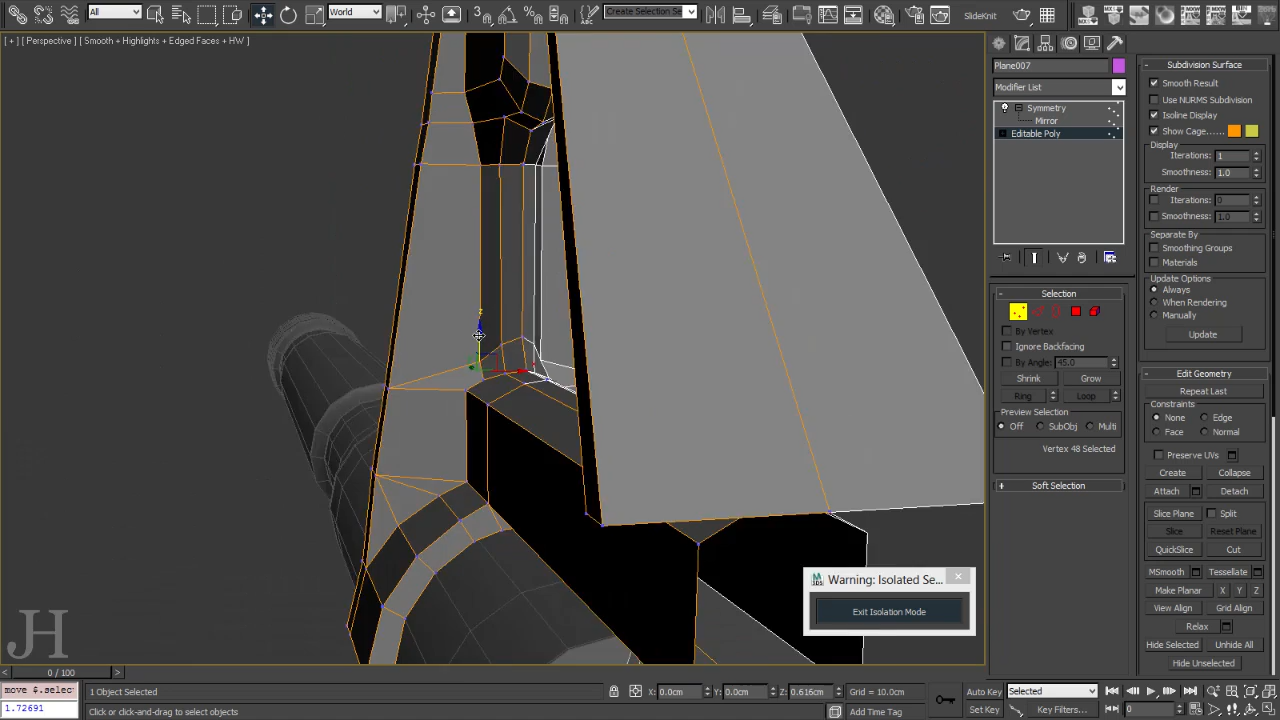 All
World
Create Selection Se
SlideKnit
[ + ] [ Perspective ] [ Smooth + Highlights + Edged Faces + HW ]
Plane007
Modifier List
Symmetry
Mirror
Editable Poly
Selection
By Vertex
Ignore Backfacing
By Angle: 45.0
Shrink
Grow
Ring
Loop
Preview Selection
Off
SubObj
Multi
Vertex 48 Selected
Soft Selection
Subdivision Surface
Smooth Result
Use NURMS Subdivision
Isoline Display
Show Cage......
Display
Iterations: 1
Smoothness: 1.0
Render
Iterations: 0
Smoothness: 1.0
Separate By
Smoothing Groups
Materials
Update Options
Always
When Rendering
Manually
Update
Edit Geometry
Repeat Last
Constraints
None
Edge
Face
Normal
Preserve UVs
Create
Collapse
Attach
Detach
Slice Plane
Split
Slice
Reset Plane
QuickSlice
Cut
MSmooth
Tessellate
Make Planar
X
Y
Z
View Align
Grid Align
Relax
Hide Selected
Unhide All
Hide Unselected
Warning: Isolated Se...
Exit Isolation Mode
JH
0 / 100
move $.selec
1.72691
1 Object Selected
Click or click-and-drag to select objects
X: 0.0cm
Y: 0.0cm
Z: 0.616cm
Grid = 10.0cm
Add Time Tag
Auto Key
Selected
Set Key
Key Filters...
0